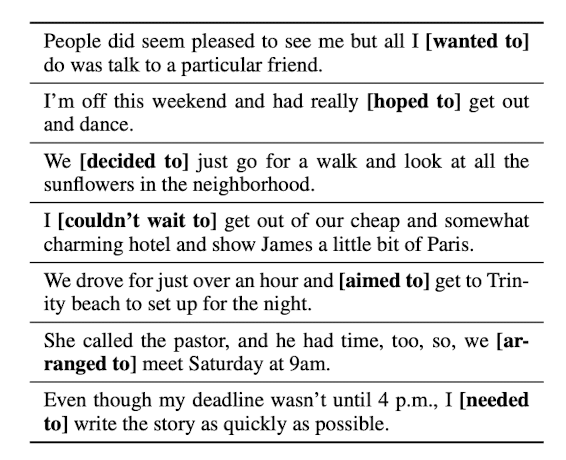 People did seem pleased to see me but all I [wanted to]
do was talk to a particular friend.
I'm off this weekend and had really [hoped to] get out
and dance.
We [decided to] just go for a walk and look at all the
sunflowers in the neighborhood.
I [couldn't wait to] get out of our cheap and somewhat
charming hotel and show James a little bit of Paris.
We drove for just over an hour and [aimed to] get to Trin-
ity beach to set up for the night.
She called the pastor, and he had time, too, so, we [ar-
ranged to] meet Saturday at 9am.
Even though my deadline wasn't until 4 p.m., I [needed
to] write the story as quickly as possible.